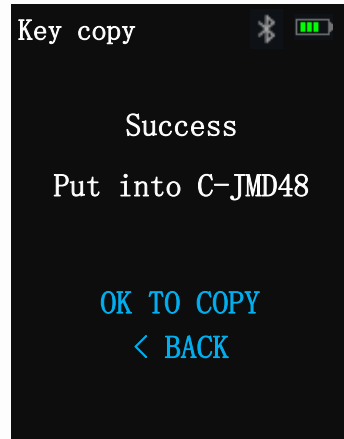 Key copy
Success
Put into C-JMD48
OK TO COPY
< BACK